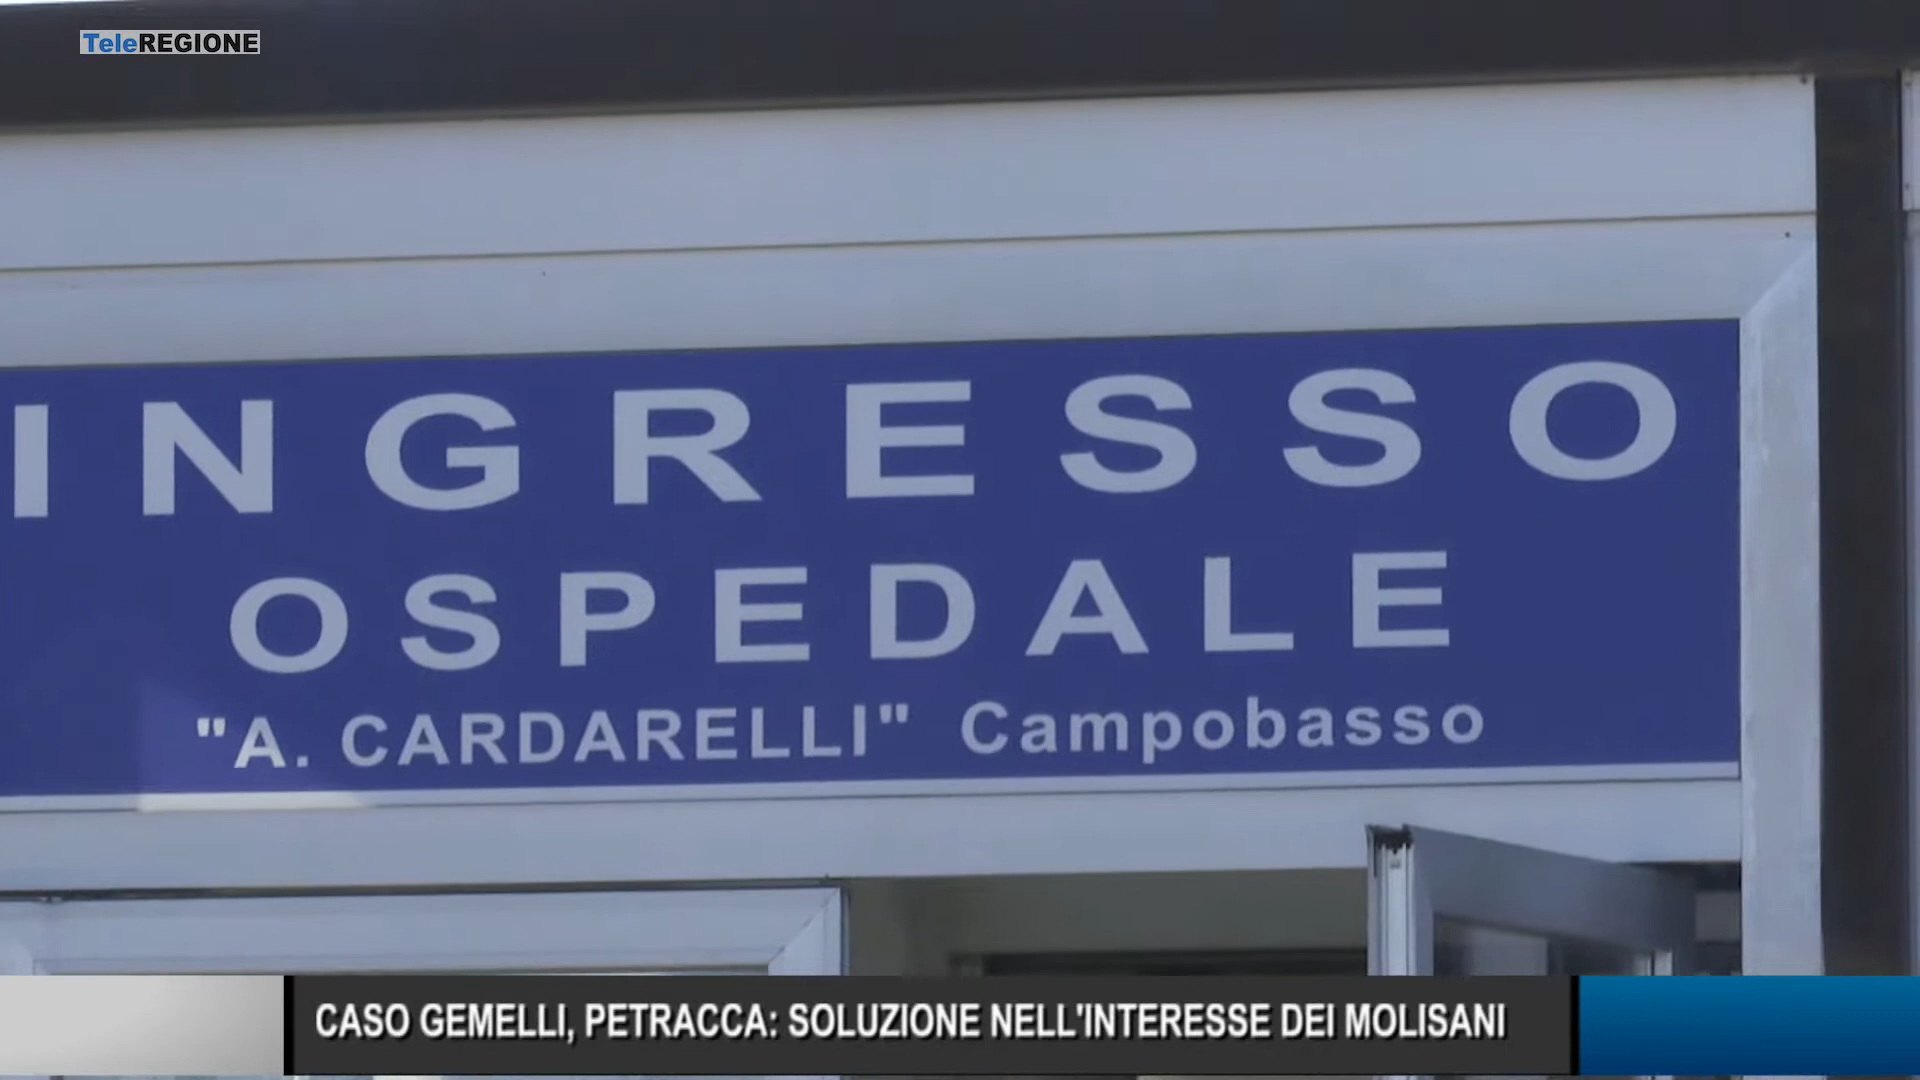 TeleREGIONE
INGRESSO
OSPEDALE
"A. CARDARELLI" Campobasso
CASO GEMELLI, PETRACCA: SOLUZIONE NELL'INTERESSE DEI MOLISANI